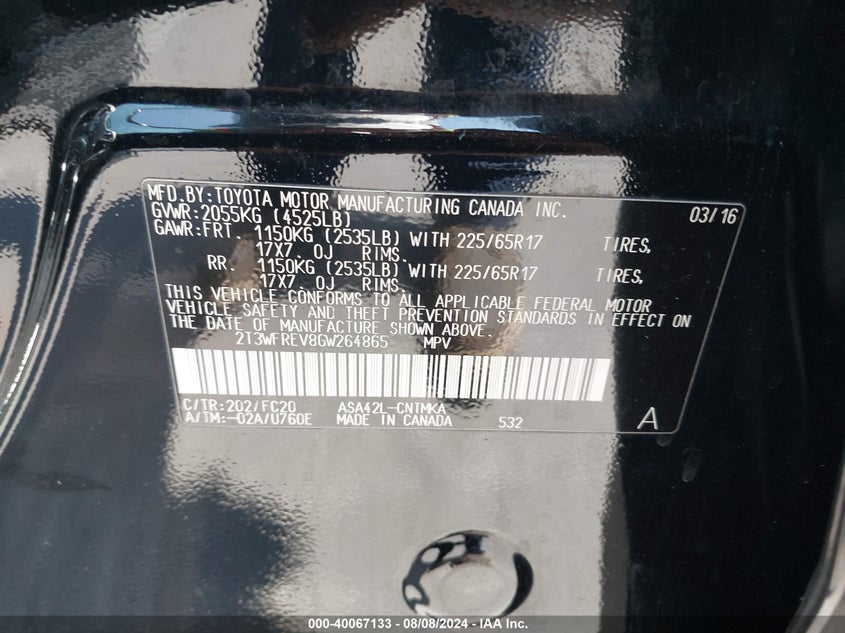 MFD.BY:TOYOTA MOTOR MANUFACTURING CANADA INC. 03/16
GVWR:2055KG (4525LB)
GAWR:FRT. 1150KG (2535LB) WITH 225/65R17 TIRES,
17X7. 0J RIMS.
RR. 1150KG (2535LB) WITH 225/65R17 TIRES,
17X7. 0J RIMS.
THIS VEHICLE CONFORMS TO ALL APPLICABLE FEDERAL MOTOR
VEHICLE SAFETY AND THEFT PREVENTION STANDARDS IN EFFECT ON
THE DATE OF MANUFACTURE SHOWN ABOVE.
2T3WFREV8GW264865 MPV
C/TR:202/FC20 ASA42L-CNTMKA
A/TM:-02A/U760E MADE IN CANADA 532 A
000-40067133 - 08/08/2024 - IAA Inc.